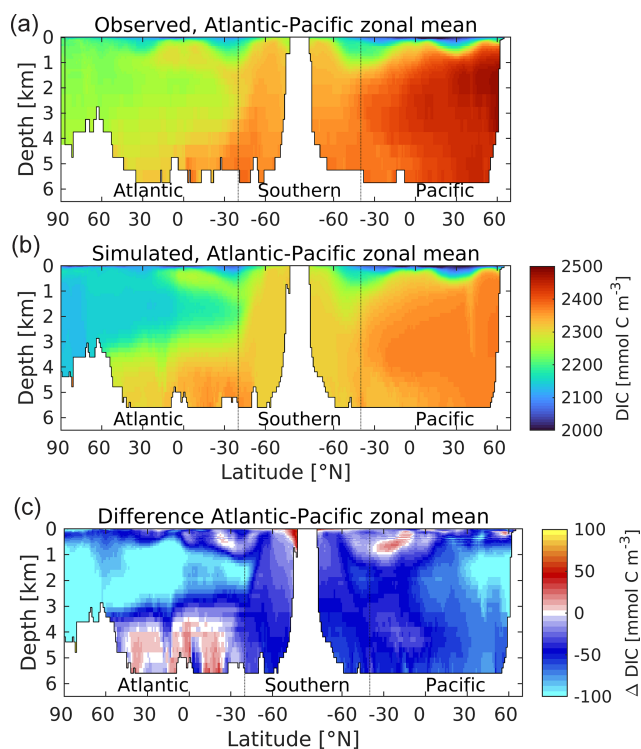 (a)
Observed, Atlantic-Pacific zonal mean
Depth [km]
0
1
2
3
4
5
6
Atlantic Southern Pacific
90 60 30 0 -30 -60 -60 -30 0 30 60
(b)
Simulated, Atlantic-Pacific zonal mean
Depth [km]
0
1
2
3
4
5
6
Atlantic Southern Pacific
90 60 30 0 -30 -60 -60 -30 0 30 60
Latitude [°N]
2500
2400
2300
2200
2100
2000
DIC [mmol C m-3]
(c)
Difference Atlantic-Pacific zonal mean
Depth [km]
0
1
2
3
4
5
6
Atlantic Southern Pacific
90 60 30 0 -30 -60 -60 -30 0 30 60
Latitude [°N]
100
50
0
-50
-100
Δ DIC [mmol C m-3]